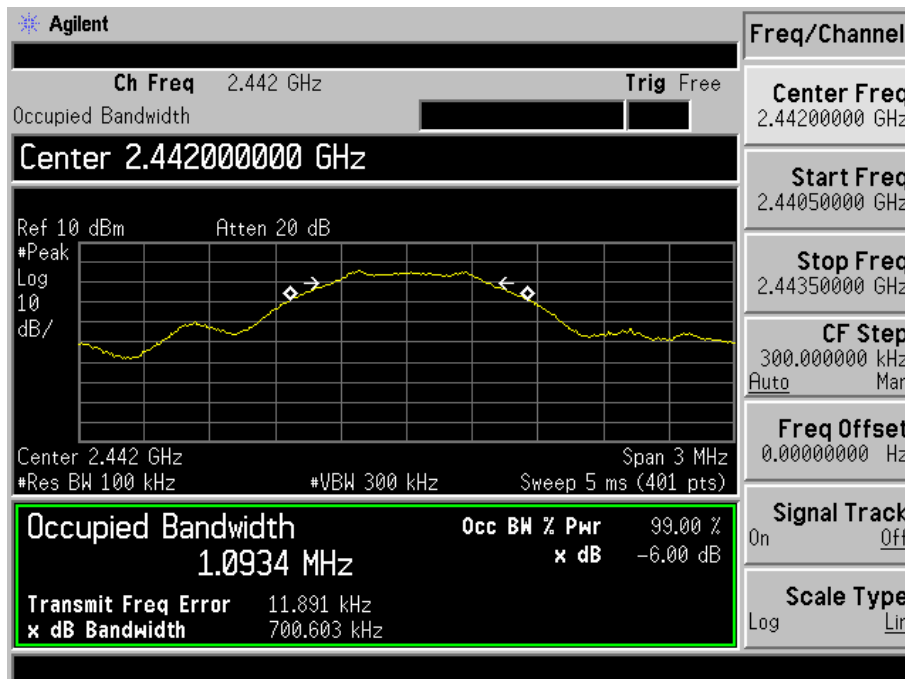 Agilent
Freq/Channel
Ch Freq 2.442 GHz Trig Free
Occupied Bandwidth
Center 2.442000000 GHz
Ref 10 dBm Atten 20 dB
#Peak
Log
10
dB/
Center 2.442 GHz Span 3 MHz
#Res BW 100 kHz #VBW 300 kHz Sweep 5 ms (401 pts)
Occupied Bandwidth
1.0934 MHz
Occ BW % Pwr 99.00 %
x dB -6.00 dB
Transmit Freq Error 11.891 kHz
x dB Bandwidth 700.603 kHz
Center Freq
2.44200000 GHz
Start Freq
2.44050000 GHz
Stop Freq
2.44350000 GHz
CF Step
300.000000 kHz
Auto Man
Freq Offset
0.00000000 Hz
Signal Track
On Off
Scale Type
Log Lin